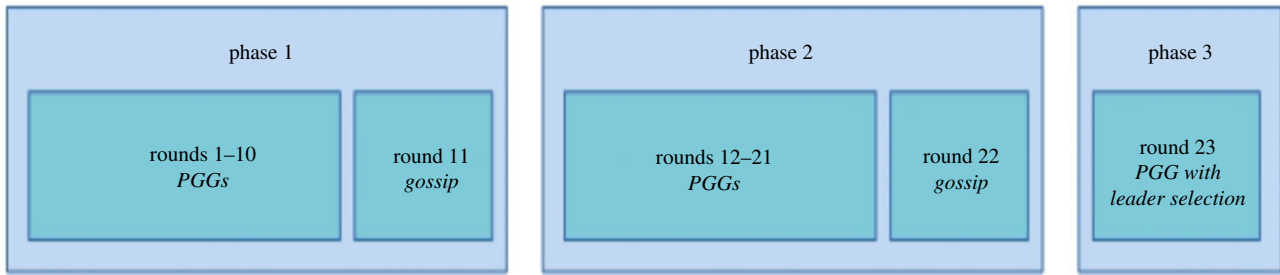 phase 1
rounds 1–10
PGGs
round 11
gossip
phase 2
rounds 12–21
PGGs
round 22
gossip
phase 3
round 23
PGG with
leader selection